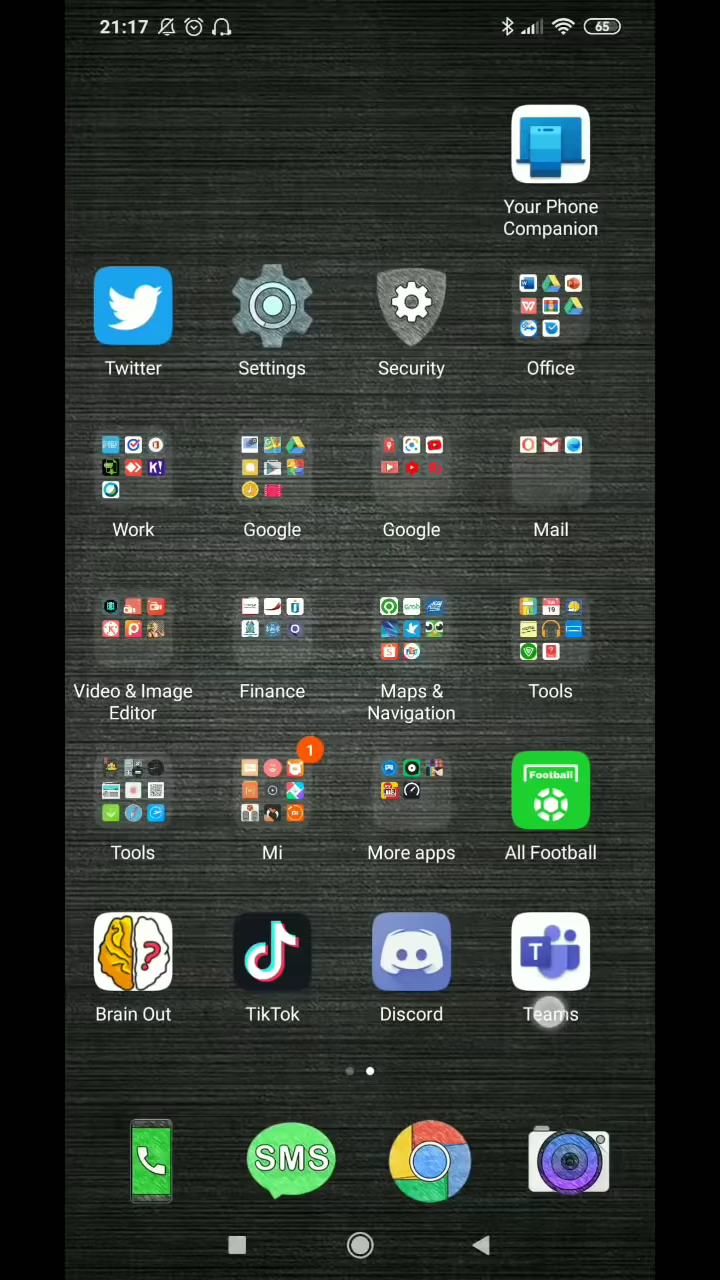 21:17
65
Your Phone
Companion
Twitter
Settings
Security
Office
Work
Google
Google
Mail
Video & Image
Editor
Finance
Maps &
Navigation
Tools
1
Tools
Mi
More apps
Football
All Football
?
T
Brain Out
TikTok
Discord
Teams
SMS